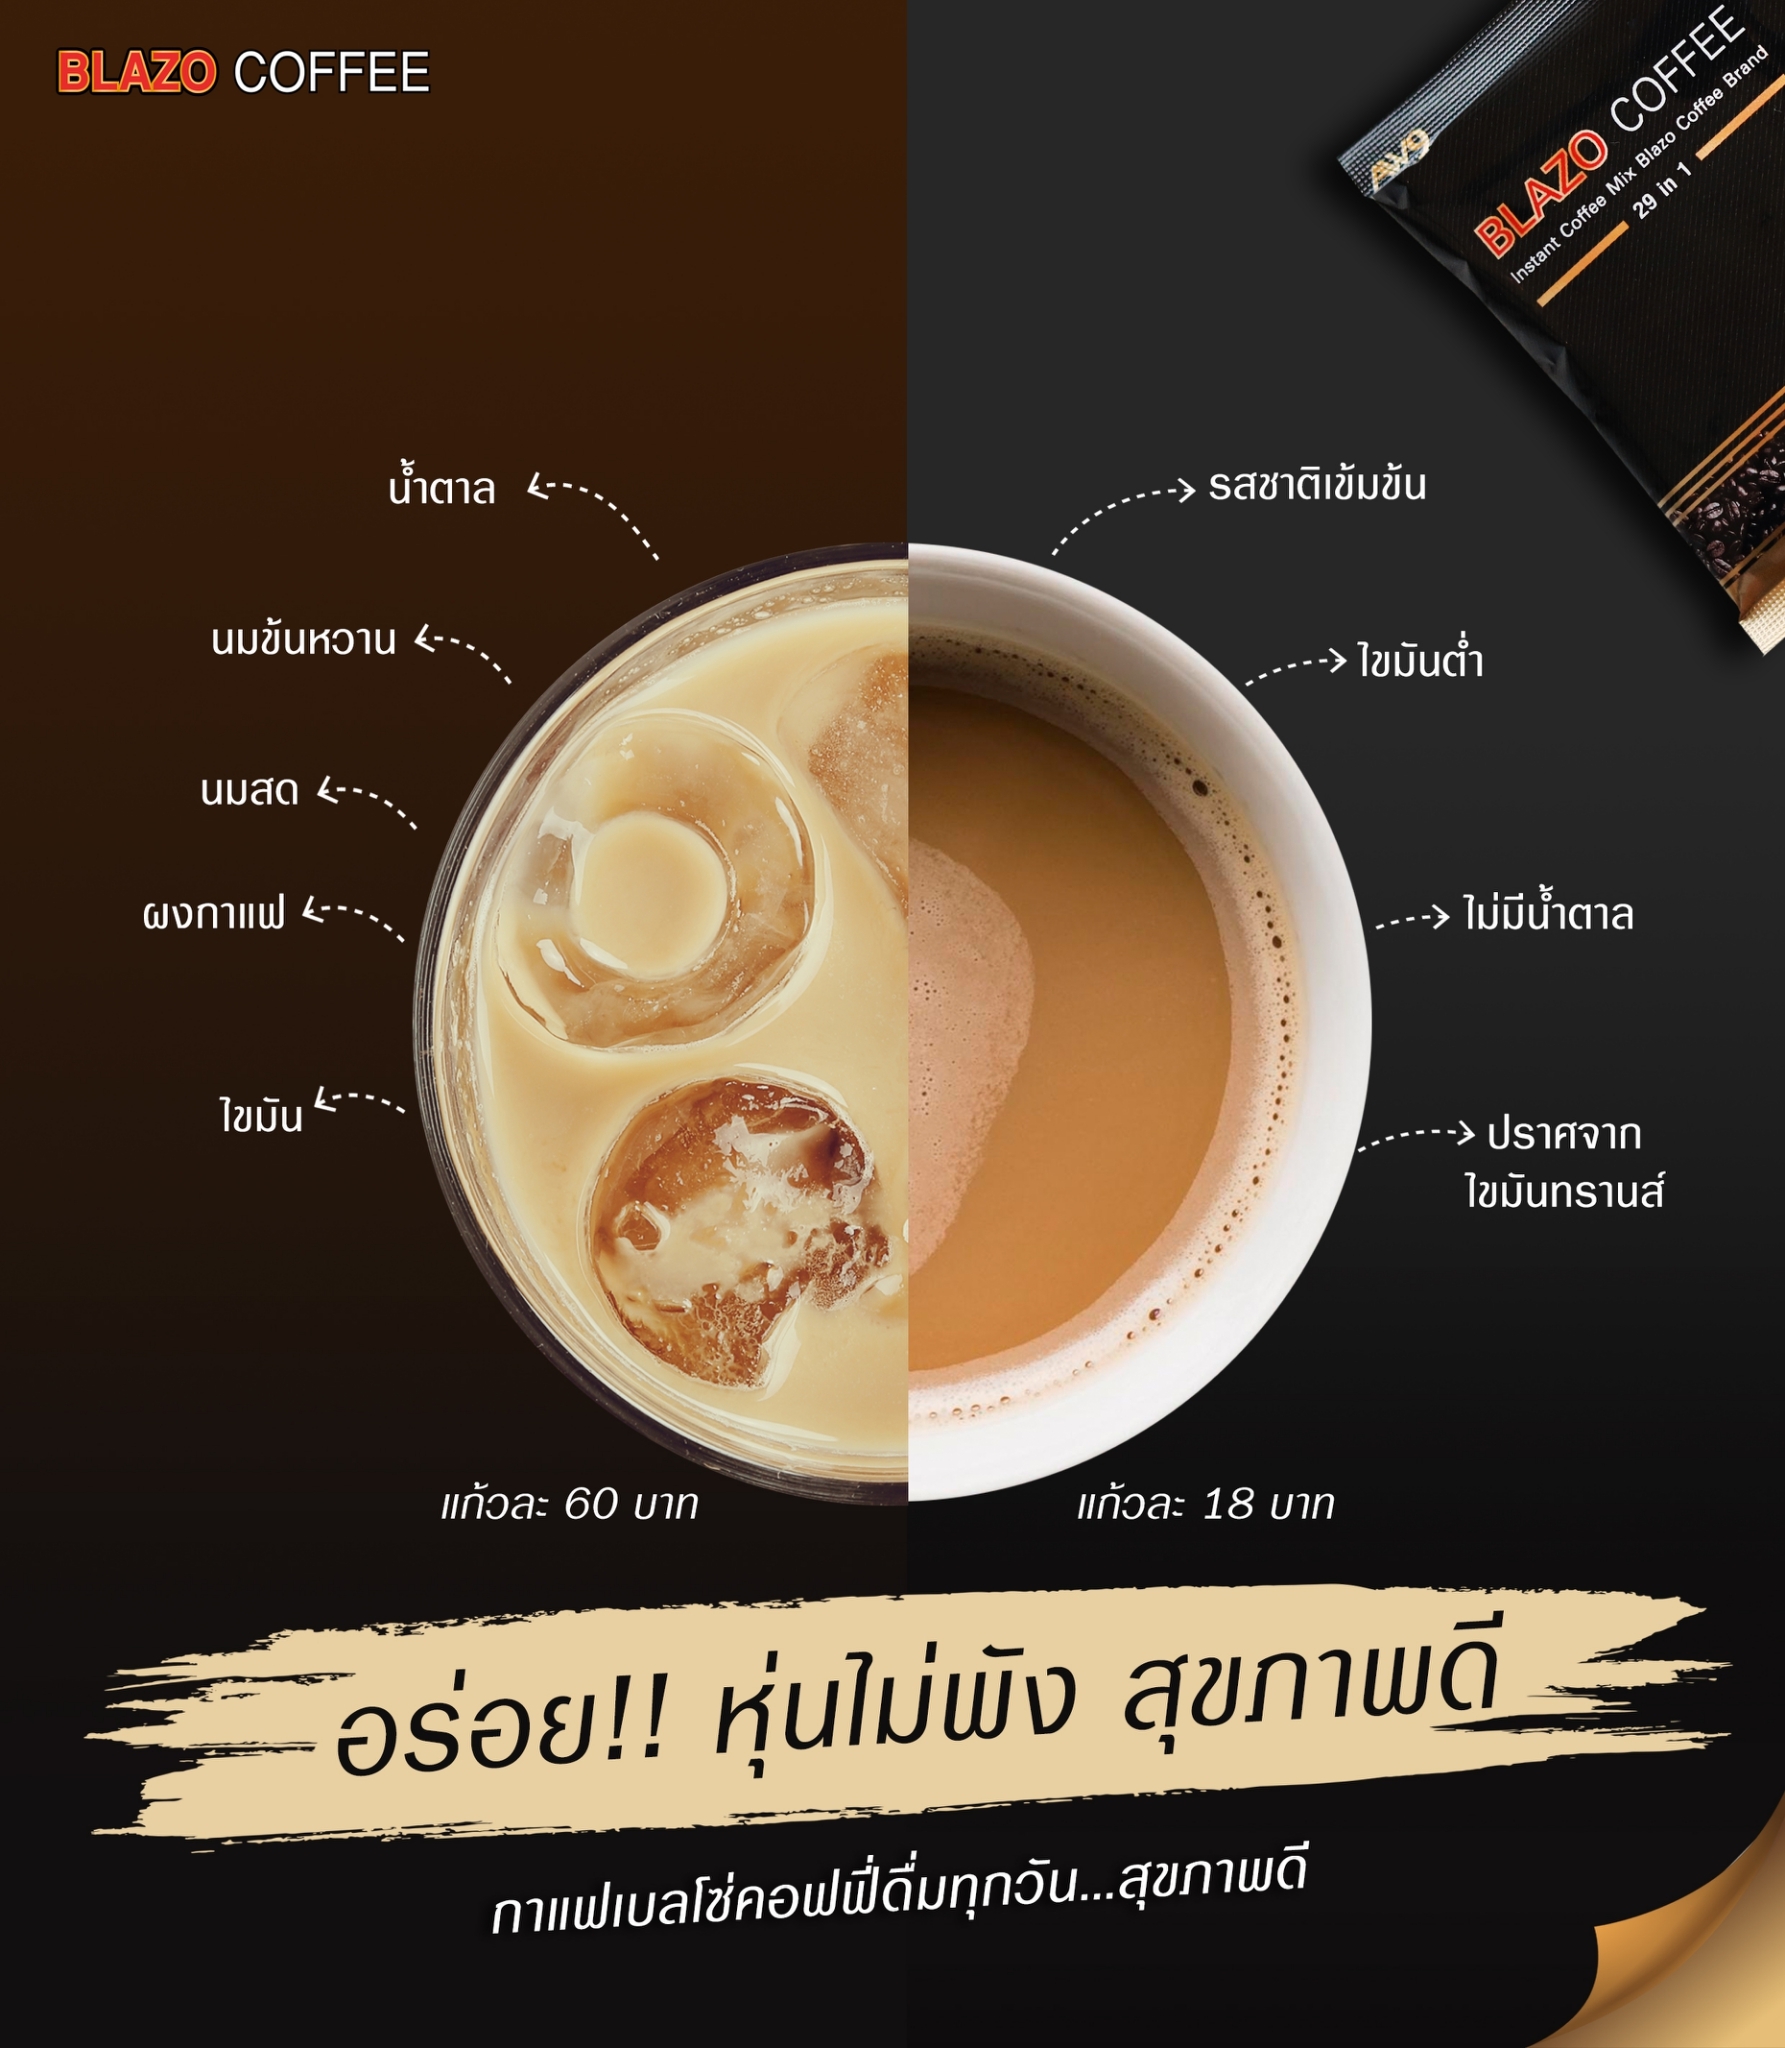 BLAZO COFFEE
AW9
BLAZO COFFEE
Instant Coffee Mix Blazo Coffee Brand
29 in 1
น้ำตาล
นมข้นหวาน
นมสด
ผงกาแฟ
ไขมัน
รสชาติเข้มข้น
ไขมันต่ำ
ไม่มีน้ำตาล
ปราศจาก
ไขมันทรานส์
แก้วละ 60 บาท
แก้วละ 18 บาท
อร่อย!! หุ่นไม่พัง สุขภาพดี
กาแฟเบลโซ่คอฟฟี่ดื่มทุกวัน...สุขภาพดี